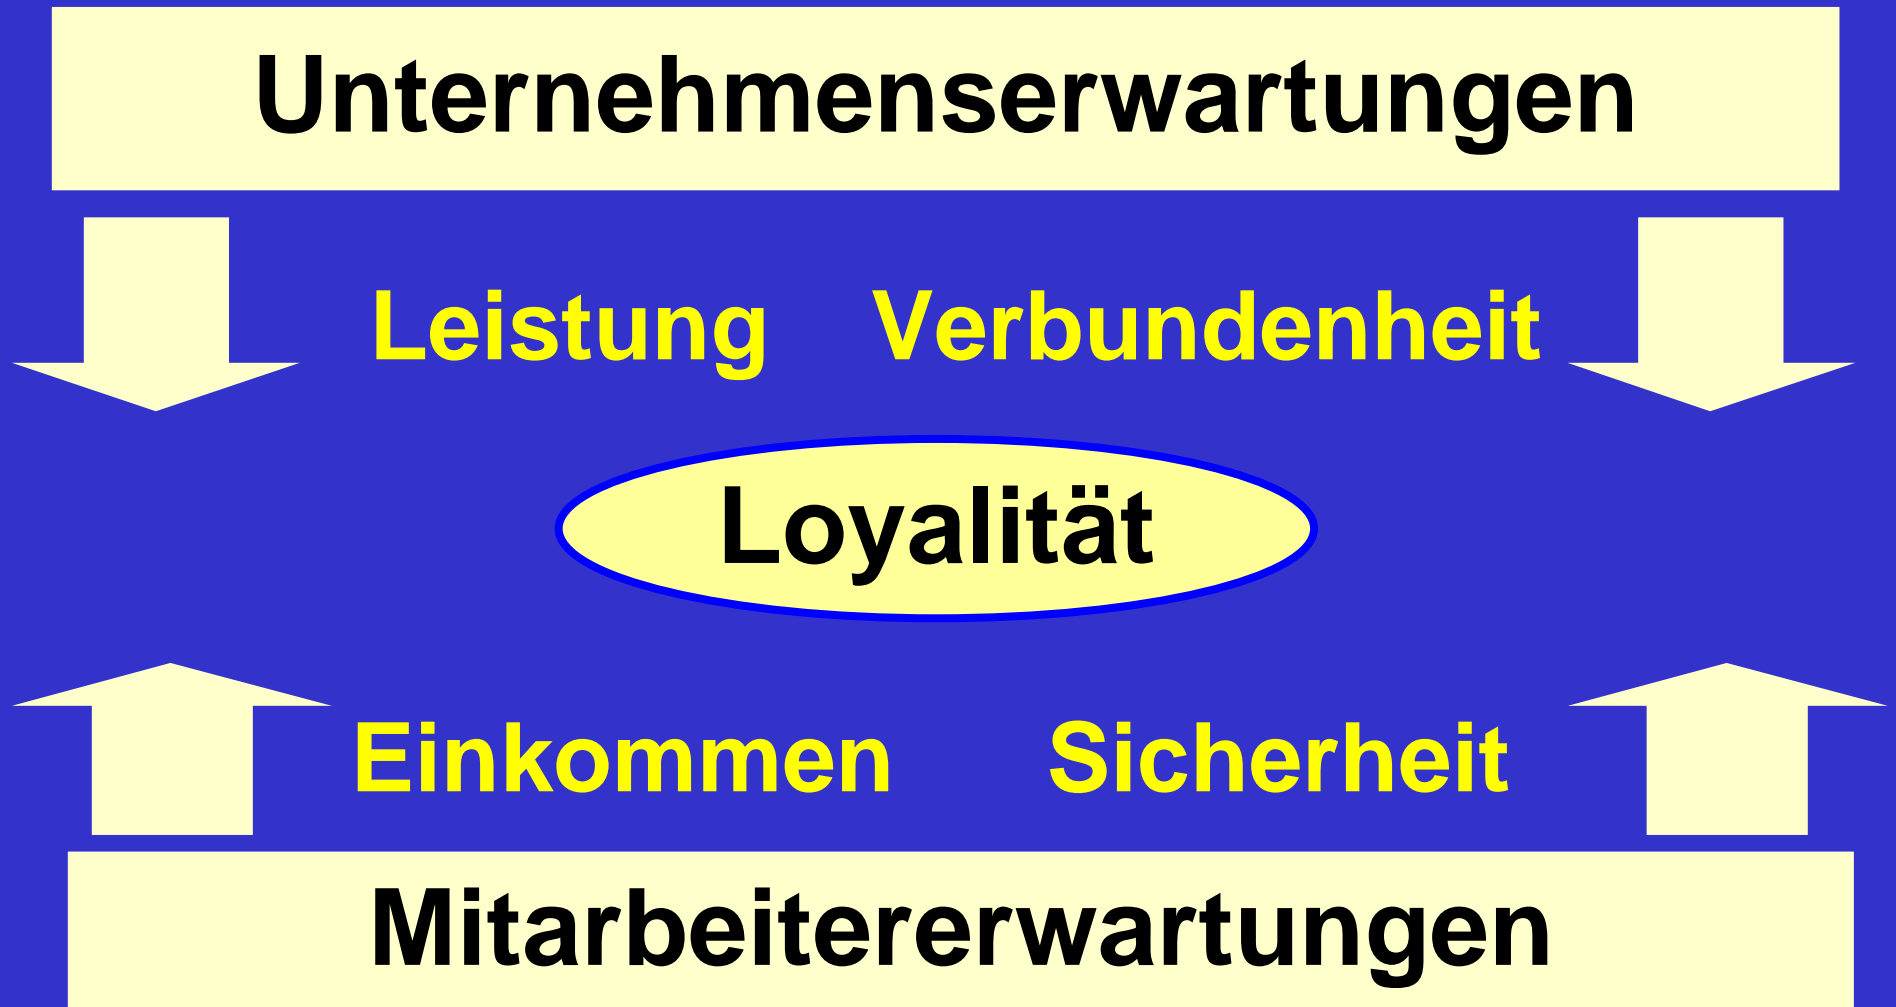 Unternehmenserwartungen
Leistung Verbundenheit
Loyalität
Einkommen Sicherheit
Mitarbeitererwartungen